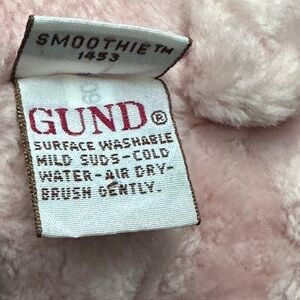 SMOOTHIE™
1453
GUND®
SURFACE WASHABLE
MILD SUDS-COLD
WATER-AIR DRY-
BRUSH GENTLY.